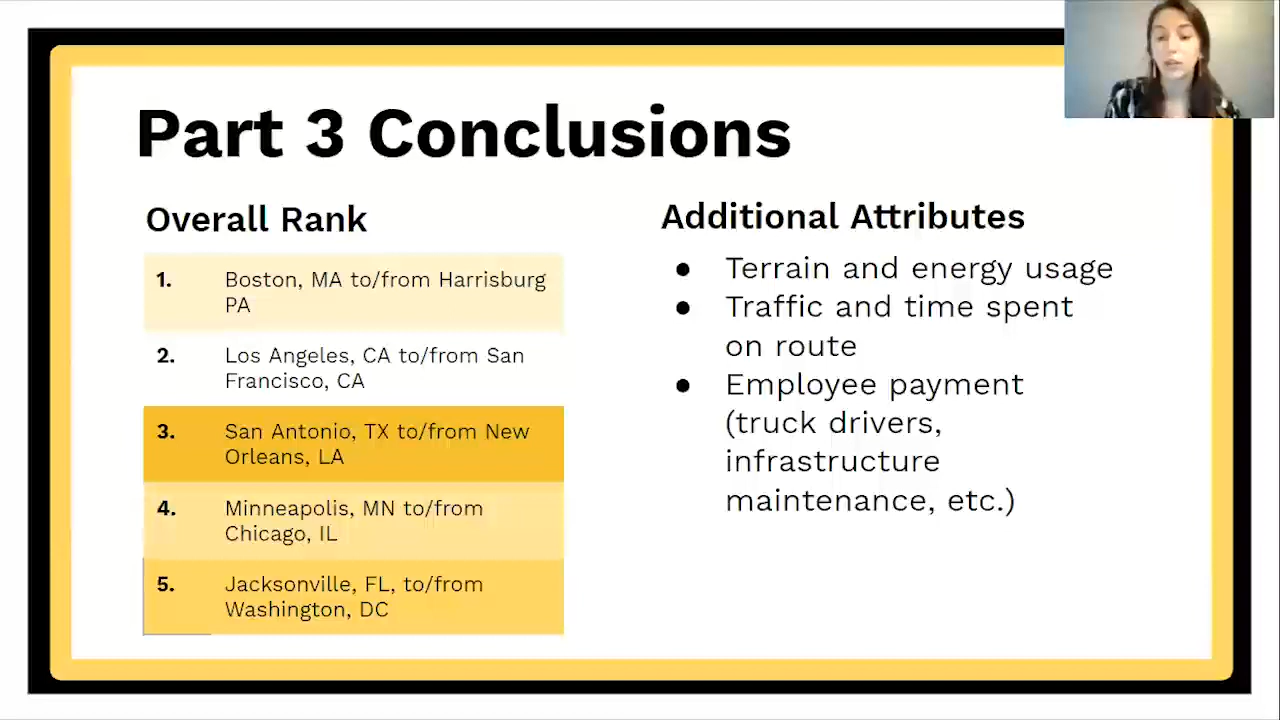 Part 3 Conclusions
Overall Rank
1. Boston, MA to/from Harrisburg
PA
2. Los Angeles, CA to/from San
Francisco, CA
3. San Antonio, TX to/from New
Orleans, LA
4. Minneapolis, MN to/from
Chicago, IL
5. Jacksonville, FL, to/from
Washington, DC
Additional Attributes
● Terrain and energy usage
● Traffic and time spent
on route
● Employee payment
(truck drivers,
infrastructure
maintenance, etc.)